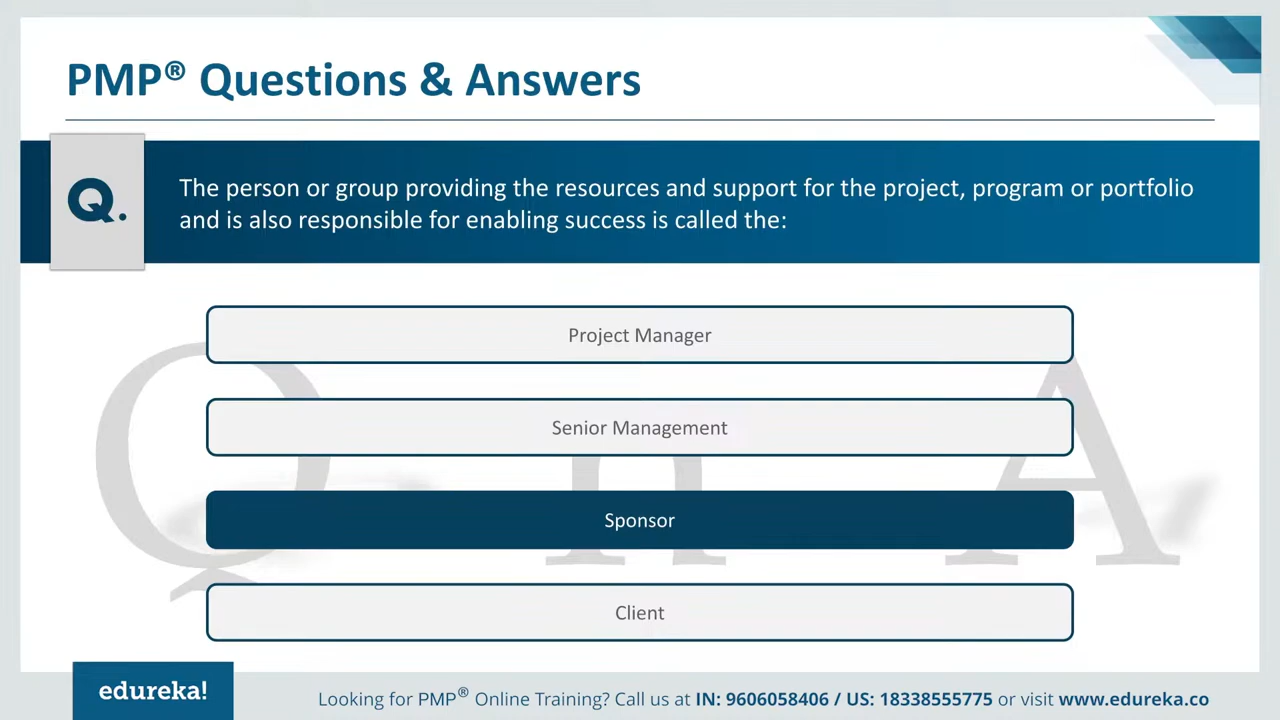 PMP® Questions & Answers
Q.
The person or group providing the resources and support for the project, program or portfolio
and is also responsible for enabling success is called the:
Project Manager
Senior Management
Sponsor
Client
Q n A
edureka!
Looking for PMP® Online Training? Call us at IN: 9606058406 / US: 18338555775 or visit www.edureka.co